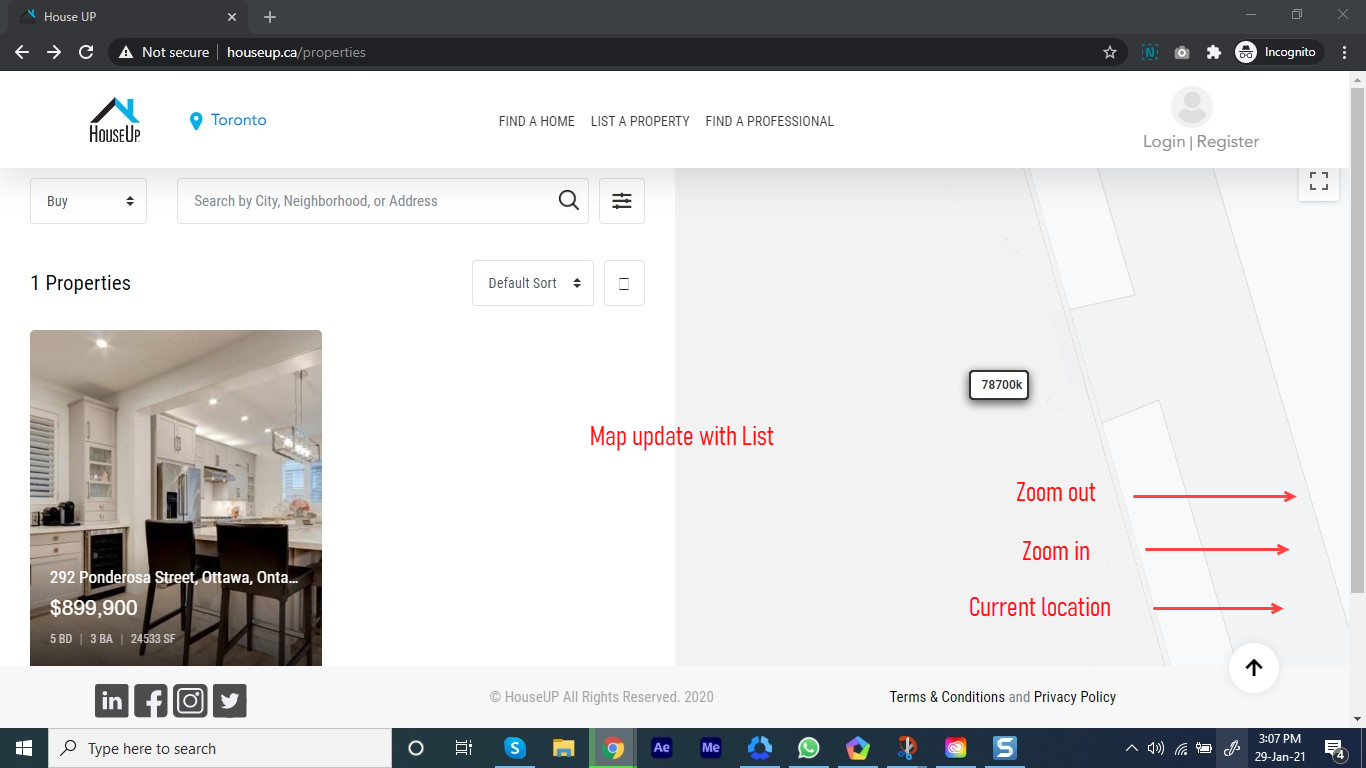 House UP
Not secure
houseup.ca/properties
Incognito
HOUSEUP
Toronto
FIND A HOME
LIST A PROPERTY
FIND A PROFESSIONAL
Login | Register
Buy
Search by City, Neighborhood, or Address
1 Properties
Default Sort
78700k
Map update with List
Zoom out
Zoom in
Current location
292 Ponderosa Street, Ottawa, Onta...
$899,900
5 BD | 3 BA | 24533 SF
© HouseUP All Rights Reserved. 2020
Terms & Conditions and Privacy Policy
Type here to search
Ae
Me
3:07 PM
29-Jan-21
4